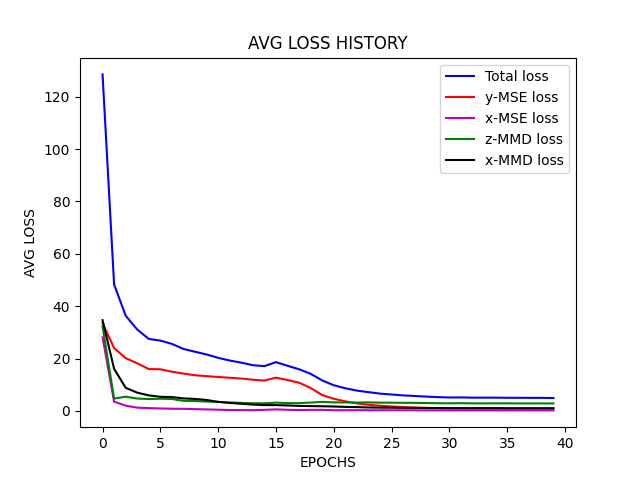 AVG LOSS HISTORY
Total loss
y-MSE loss
x-MSE loss
z-MMD loss
x-MMD loss
AVG LOSS
120
100
80
60
40
20
0
0 5 10 15 20 25 30 35 40
EPOCHS